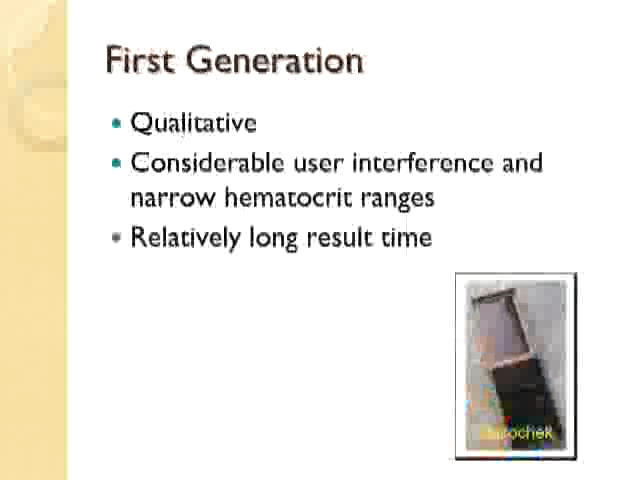 First Generation
Qualitative
Considerable user interference and
narrow hematocrit ranges
Relatively long result time